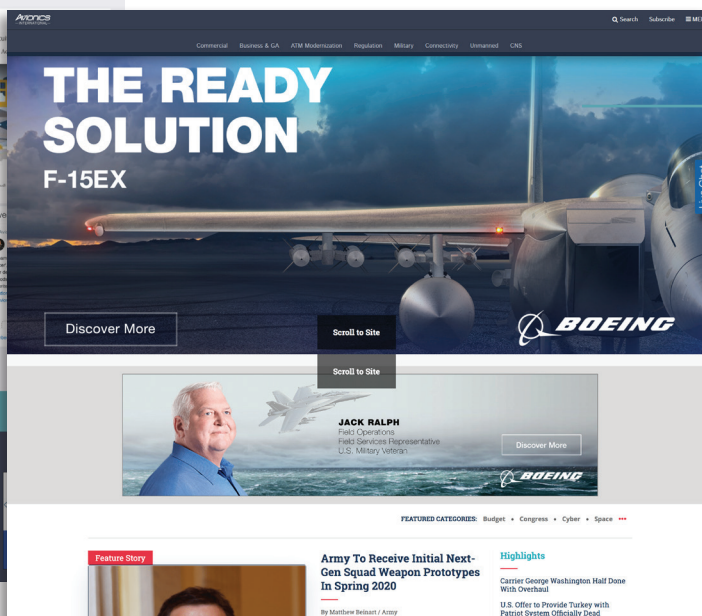 AVIONICS
INTERNATIONAL
Search Subscribe
Commercial Business & GA ATM Modernization Regulation Military Connectivity Unmanned CNS
THE READY
SOLUTION
F-15EX
Discover More
BOEING
Scroll to Site
Scroll to Site
JACK RALPH
Field Operations
Field Services Representative
U.S. Military Veteran
Discover More
BOEING
FEATURED CATEGORIES: Budget • Congress • Cyber • Space •••
Feature Story
Army To Receive Initial Next-
Gen Squad Weapon Prototypes
In Spring 2020
By Matthew Beinart / Army
Highlights
Carrier George Washington Half Done
With Overhaul
U.S. Offer to Provide Turkey with
Patriot System Officially Dead